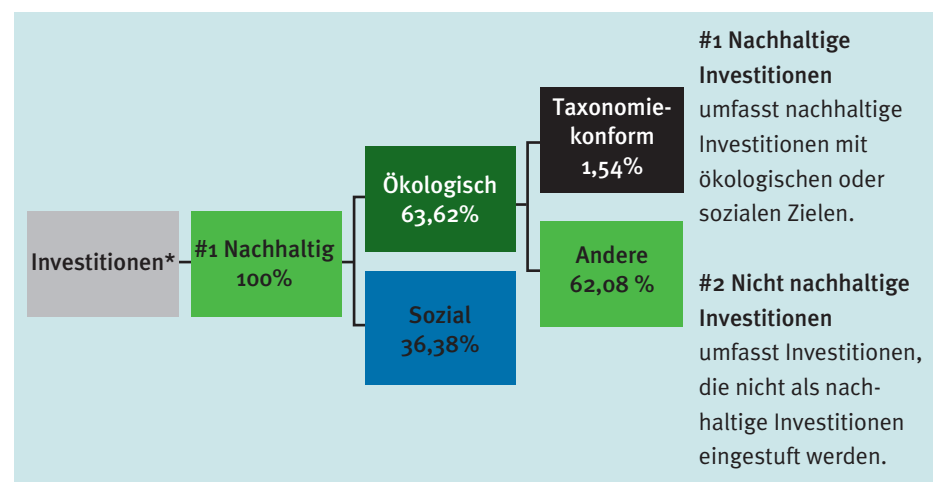 Investitionen*
#1 Nachhaltig
100%
Ökologisch
63,62%
Sozial
36,38%
Taxonomie-
konform
1,54%
Andere
62,08 %
#1 Nachhaltige
Investitionen
umfasst nachhaltige
Investitionen mit
ökologischen oder
sozialen Zielen.
#2 Nicht nachhaltige
Investitionen
umfasst Investitionen,
die nicht als nach-
haltige Investitionen
eingestuft werden.